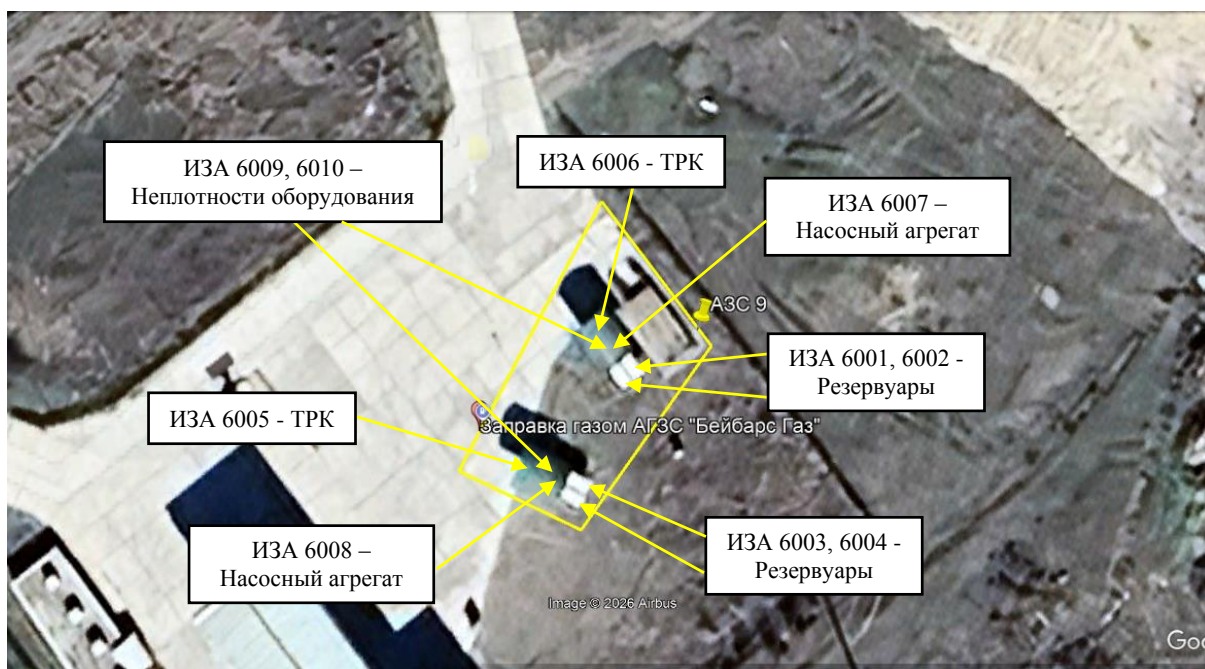 ИЗА 6009, 6010 –
Неплотности оборудования
ИЗА 6006 - ТРК
ИЗА 6007 –
Насосный агрегат
АЗС 9
ИЗА 6001, 6002 -
Резервуары
ИЗА 6005 - ТРК
Заправка газом АГЗС "Бейбарс Газ"
ИЗА 6008 –
Насосный агрегат
ИЗА 6003, 6004 -
Резервуары
Image © 2026 Airbus
Goo